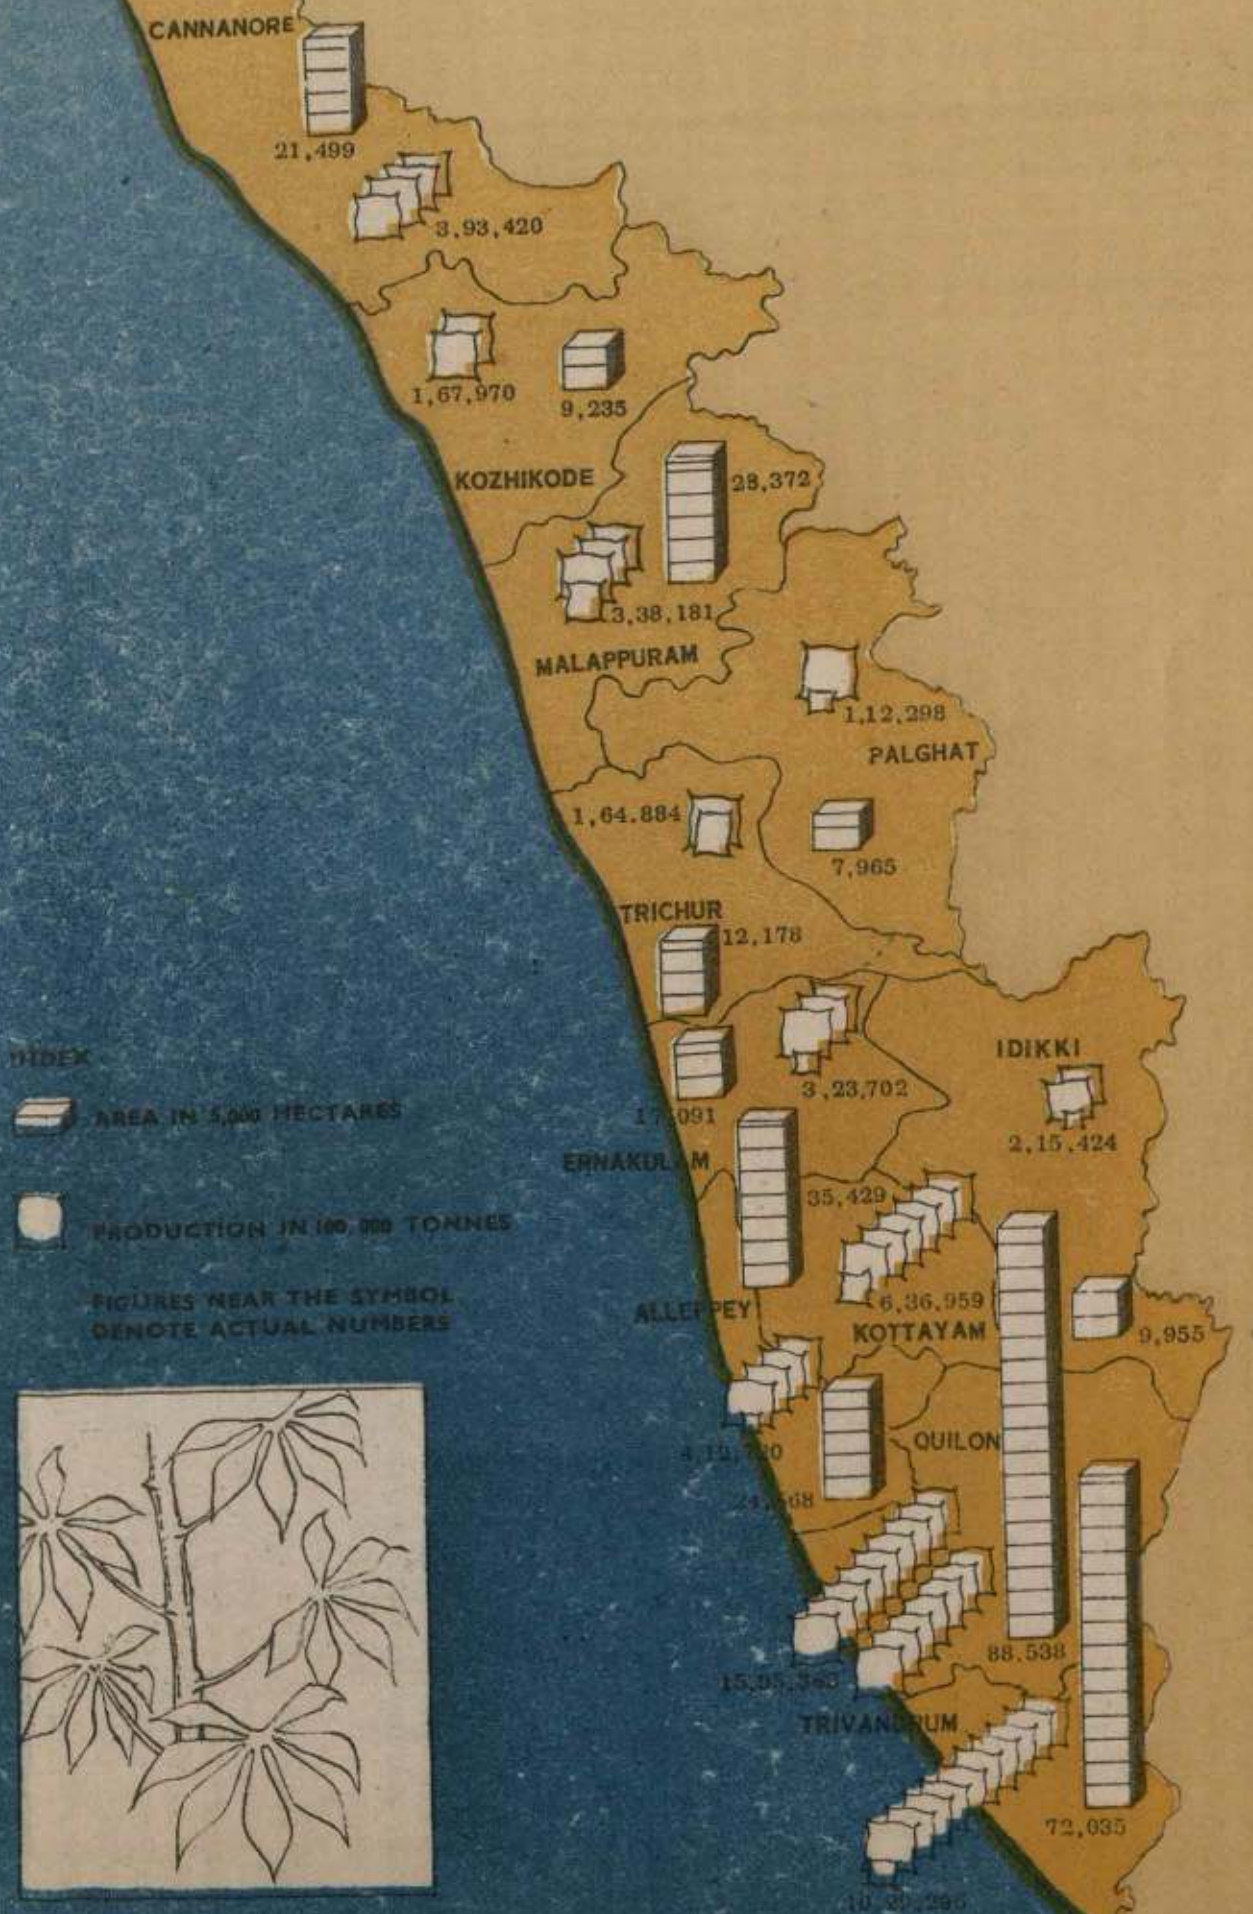 CANNANORE
21,499
3,93,420
1,67,970
9,235
KOZHIKODE
28,372
3,38,181
MALAPPURAM
1,12,298
PALGHAT
1,64.884
7,965
TRICHUR
12,178
IDIKKI
3,23,702
17,091
2,15,424
ERNAKULAM
35,429
ALLEPPEY
6,36,959
KOTTAYAM
9,955
QUILON
88.538
TRIVANDRUM
72,035
INDEX
AREA IN 5,000 HECTARES
PRODUCTION IN 100,000 TONNES
FIGURES NEAR THE SYMBOL
DENOTE ACTUAL NUMBERS